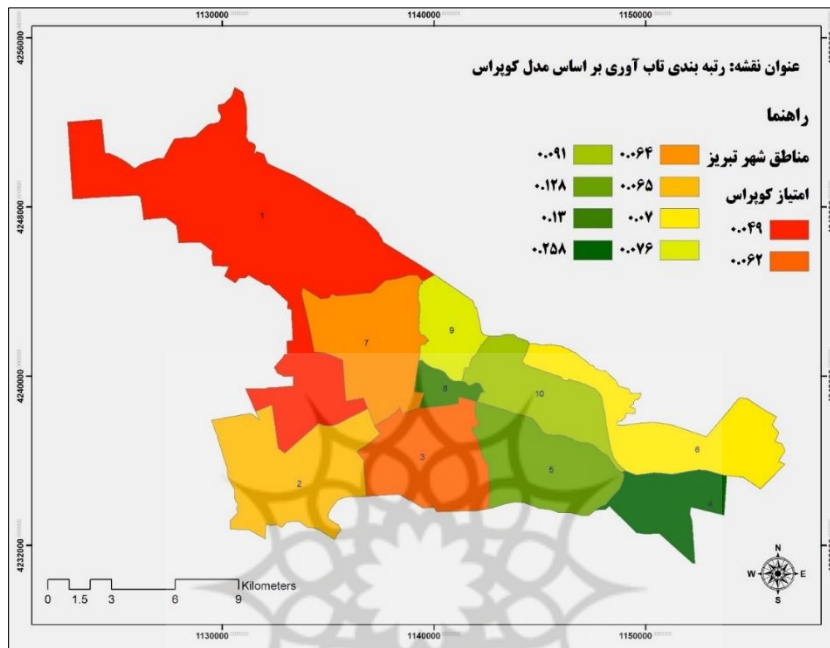 1130000 1140000 1150000
4256000
4248000
4240000
4232000
عنوان نقشه: رتبه بندی تاب آوری بر اساس مدل کوپراس
راهنما
مناطق شهر تبریز
امتیاز کوپراس
۰.۰۴۹
۰.۰۶۲
۰.۰۶۴
۰.۰۶۵
۰.۰۷
۰.۰۷۶
۰.۰۹۱
۰.۱۲۸
۰.۱۳
۰.۲۵۸
1
7
9
8
10
6
2
3
5
N
W E
S
Kilometers
0 1.5 3 6 9
1130000 1140000 1150000